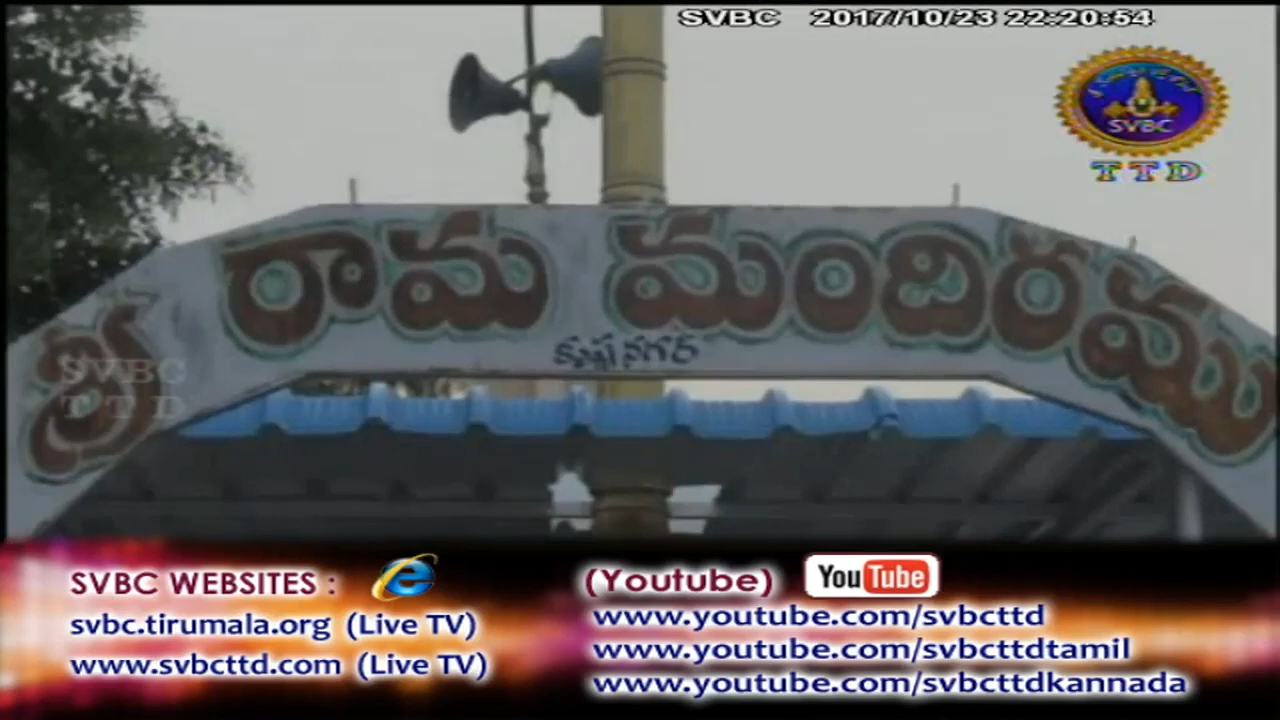 SVBC 2017/10/23 22:20:54
SVBC
TTD
శ్రీ రామ మందిరము
కృష్ణ నగర్
SVBC
TTD
SVBC WEBSITES :
svbc.tirumala.org (Live TV)
www.svbcttd.com (Live TV)
(Youtube) YouTube
www.youtube.com/svbcttd
www.youtube.com/svbcttdtamil
www.youtube.com/svbcttdkannada